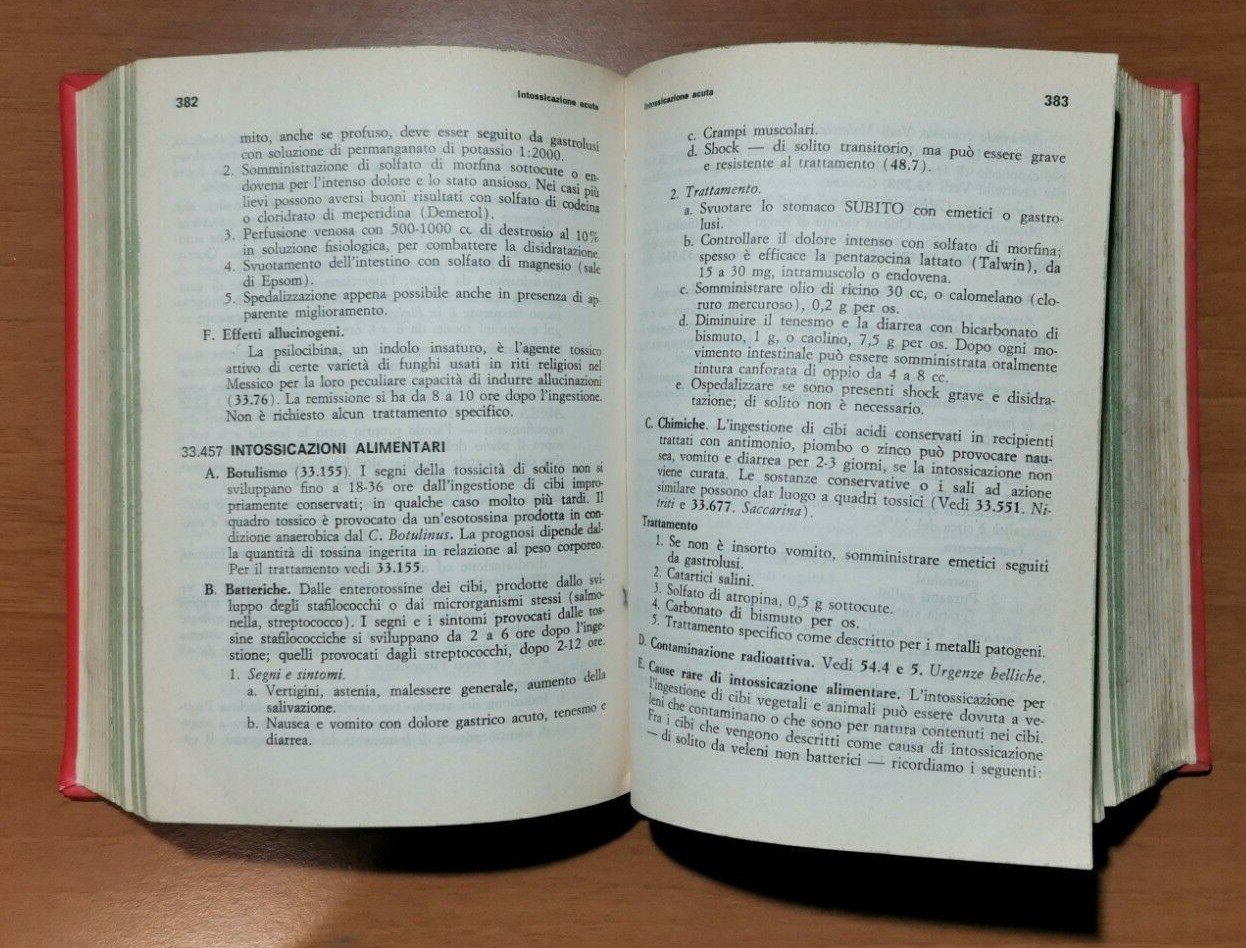 382
Intossicazione acuta
mito, anche se profuso, deve esser seguito da gastrolusi
con soluzione di permanganato di potassio 1:2000.
2. Somministrazione di solfato di morfina sottocute o en-
dovena per l'intenso dolore e lo stato ansioso. Nei casi più
lievi possono aversi buoni risultati con solfato di codeina
o cloridrato di meperidina (Demerol).
3. Perfusione venosa con 500-1000 cc di destrosio al 10%
in soluzione fisiologica, per combattere la disidratazione.
4. Svuotamento dell'intestino con solfato di magnesio (sale
di Epsom).
5. Spedalizzazione appena possibile anche in presenza di ap-
parente miglioramento.
F. Effetti allucinogeni.
La psilocibina, un indolo insaturo, è l'agente tossico
attivo di certe varietà di funghi usati in riti religiosi nel
Messico per la loro peculiare capacità di indurre allucinazioni
(33.76). La remissione si ha da 8 a 10 ore dopo l'ingestione.
Non è richiesto alcun trattamento specifico.
33.457 INTOSSICAZIONI ALIMENTARI
A. Botulismo (33.155). I segni della tossicità di solito non si
sviluppano fino a 18-36 ore dall'ingestione di cibi impro-
priamente conservati; in qualche caso molto più tardi. Il
quadro tossico è provocato da un'esotossina prodotta in con-
dizione anaerobica dal C. Botulinus. La prognosi dipende dal-
la quantità di tossina ingerita in relazione al peso corporeo.
Per il trattamento vedi 33.155.
B. Batteriche. Dalle enterotossine dei cibi, prodotte dallo svi-
luppo degli stafilococchi o dai microrganismi stessi (salmo-
nella, streptococco). I segni e i sintomi provocati dalle tos-
sine stafilococciche si sviluppano da 2 a 6 ore dopo l'inge-
stione; quelli provocati dagli streptococchi, dopo 2-12 ore.
1. Segni e sintomi.
a. Vertigini, astenia, malessere generale, aumento della
salivazione.
b. Nausea e vomito con dolore gastrico acuto, tenesmo e
diarrea.
Intossicazione acuta
383
c. Crampi muscolari.
d. Shock — di solito transitorio, ma può essere grave
e resistente al trattamento (48.7).
2. Trattamento.
a. Svuotare lo stomaco SUBITO con emetici o gastro-
lusi.
b. Controllare il dolore intenso con solfato di morfina;
spesso è efficace la pentazocina lattato (Talwin), da
15 a 30 mg, intramuscolo o endovena.
c. Somministrare olio di ricino 30 cc, o calomelano (clo-
ruro mercuroso), 0,2 g per os.
d. Diminuire il tenesmo e la diarrea con bicarbonato di
bismuto, 1 g, o caolino, 7,5 g per os. Dopo ogni mo-
vimento intestinale può essere somministrata oralmente
tintura canforata di oppio da 4 a 8 cc.
e. Ospedalizzare se sono presenti shock grave e disidra-
tazione; di solito non è necessario.
C. Chimiche. L'ingestione di cibi acidi conservati in recipienti
trattati con antimonio, piombo o zinco può provocare nau-
sea, vomito e diarrea per 2-3 giorni, se la intossicazione non
viene curata. Le sostanze conservative o i sali ad azione
similare possono dar luogo a quadri tossici (Vedi 33.551. Ni-
triti e 33.677. Saccarina).
Trattamento
1. Se non è insorto vomito, somministrare emetici seguiti
da gastrolusi.
2. Catartici salini.
3. Solfato di atropina, 0,5 g sottocute.
4. Carbonato di bismuto per os.
5. Trattamento specifico come descritto per i metalli patogeni.
D. Contaminazione radioattiva. Vedi 54.4 e 5. Urgenze belliche.
E. Cause rare di intossicazione alimentare. L'intossicazione per
l'ingestione di cibi vegetali e animali può essere dovuta a ve-
leni che contaminano o che sono per natura contenuti nei cibi.
Fra i cibi che vengono descritti come causa di intossicazione
— di solito da veleni non batterici — ricordiamo i seguenti: